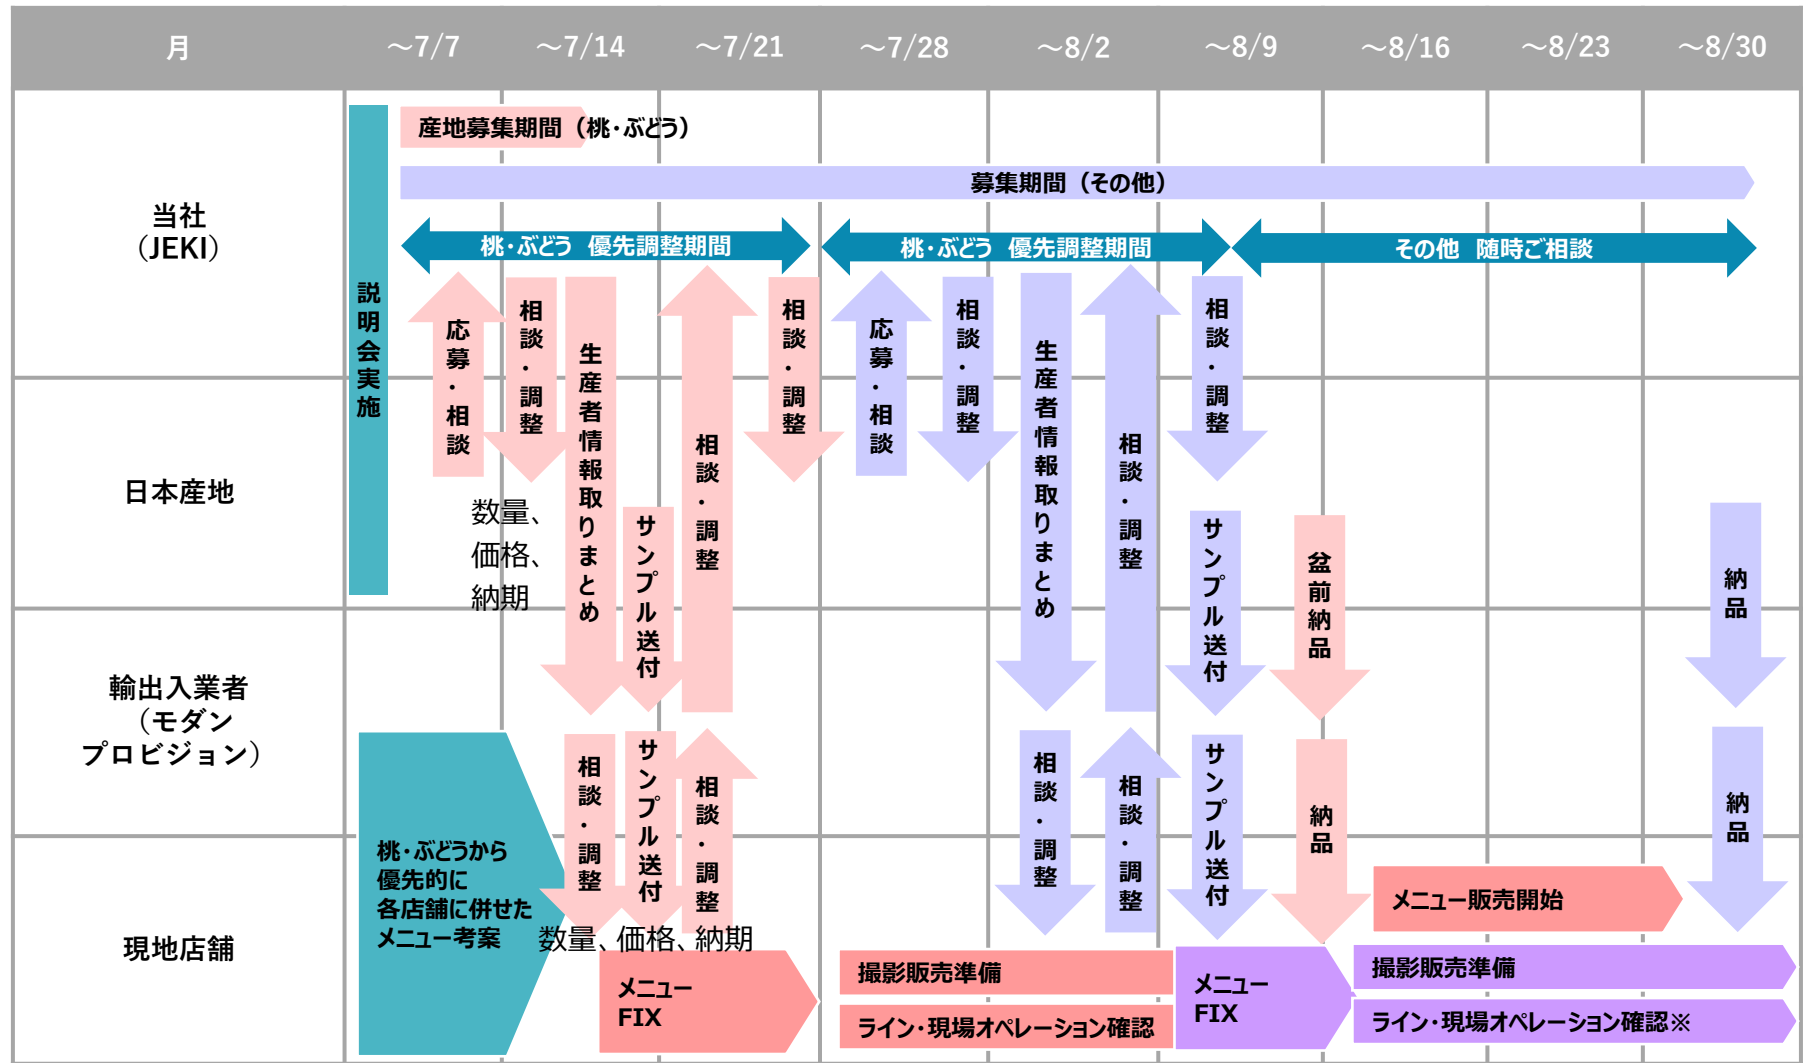 月
～7/7
～7/14
～7/21
～7/28
～8/2
～8/9
～8/16
～8/23
～8/30
当社
（JEKI）
日本産地
輸出入業者
（モダン
プロビジョン）
現地店舗
説明会実施
産地募集期間（桃・ぶどう）
募集期間（その他）
桃・ぶどう　優先調整期間
桃・ぶどう　優先調整期間
その他　随時ご相談
応募・相談
相談・調整
生産者情報取りまとめ
サンプル送付
相談・調整
相談・調整
数量、
価格、
納期
応募・相談
相談・調整
生産者情報取りまとめ
相談・調整
相談・調整
サンプル送付
盆前納品
納品
桃・ぶどうから
優先的に
各店舗に併せた
メニュー考案
相談・調整
サンプル送付
相談・調整
数量、価格、納期
相談・調整
相談・調整
サンプル送付
納品
納品
メニュー
FIX
撮影販売準備
ライン・現場オペレーション確認
メニュー
FIX
メニュー販売開始
撮影販売準備
ライン・現場オペレーション確認※